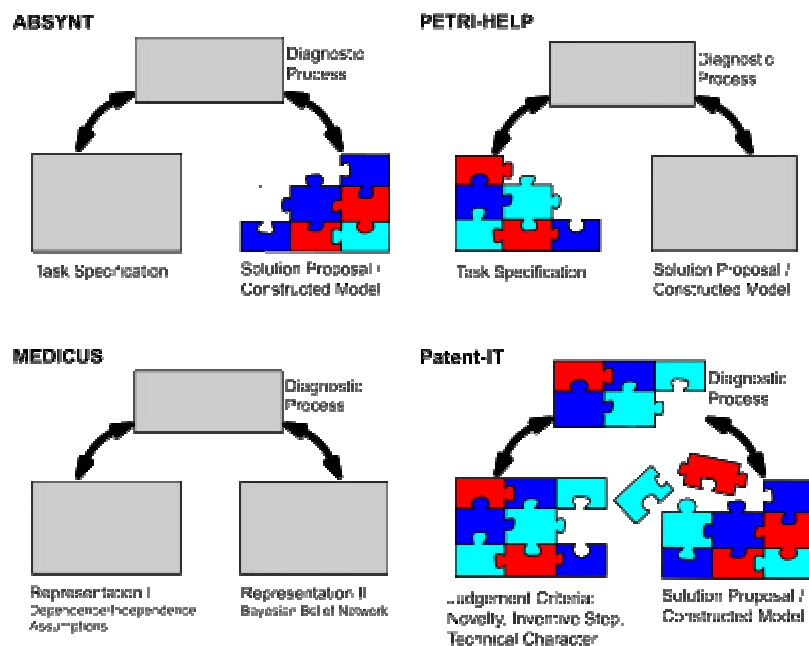 ABSYNT
Diagnostic
Process
Task Specification
Solution Proposal /
Constructed Model
PETRI-HELP
Diagnostic
Process
Task Specification
Solution Proposal /
Constructed Model
MEDICUS
Diagnostic
Process
Representation I
Dependence/Independence
Assumptions
Representation II
Bayesian Belief Network
Patent-IT
Diagnostic
Process
Judgement Criteria:
Novelty, Inventive Step,
Technical Character
Solution Proposal /
Constructed Model